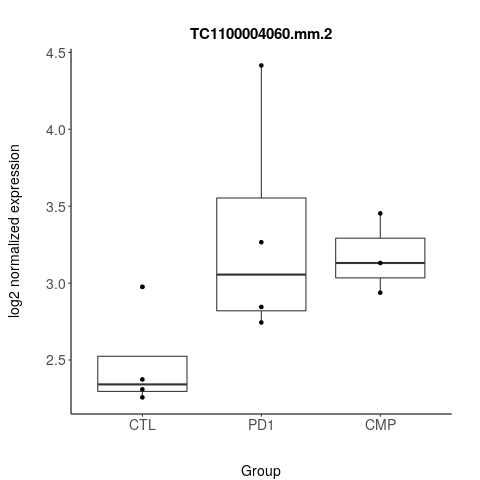 TC1100004060.mm.2
log2 normalized expression
4.5
4.0
3.5
3.0
2.5
CTL
PD1
CMP
Group